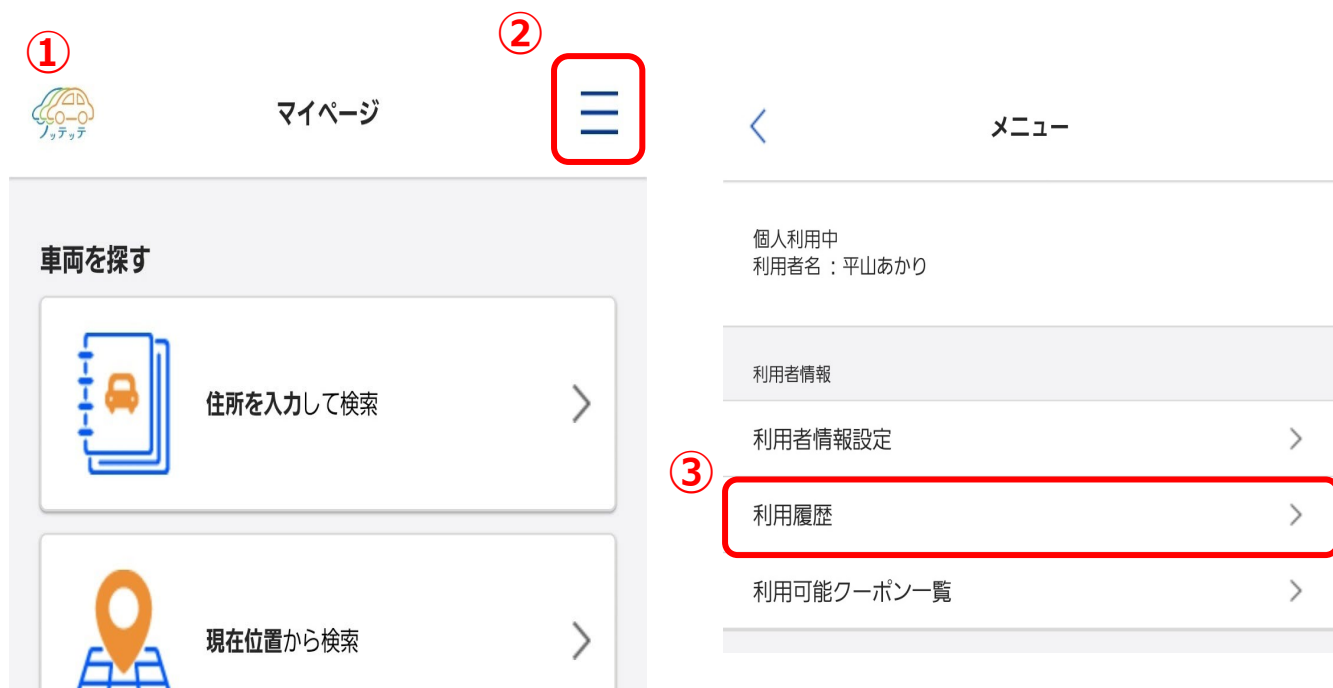 ①
②
ノッテッテ
マイページ
車両を探す
住所を入力して検索
現在位置から検索
メニュー
個人利用中
利用者名：平山あかり
利用者情報
利用者情報設定
③
利用履歴
利用可能クーポン一覧